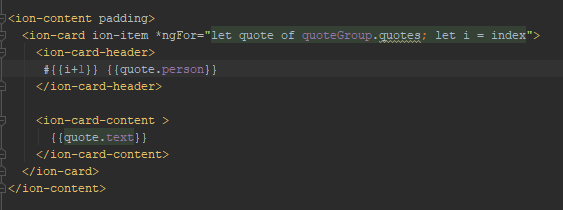 <ion-content padding>
<ion-card ion-item *ngFor="let quote of quoteGroup.quotes; let i = index">
<ion-card-header>
#{{i+1}} {{quote.person}}
</ion-card-header>
<ion-card-content >
{{quote.text}}
</ion-card-content>
</ion-card>
</ion-content>